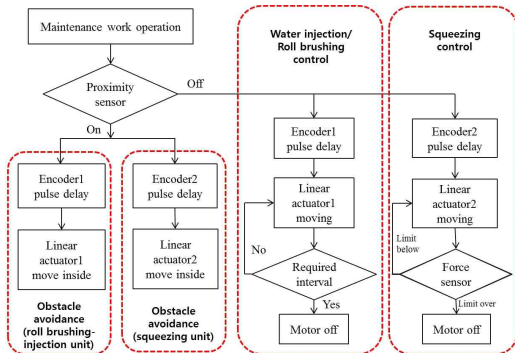 Maintenance work operation
Proximity
sensor
Off
On
Encoder1
pulse delay
Linear
actuator1
move inside
Obstacle
avoidance
(roll brushing-
injection unit)
Encoder2
pulse delay
Linear
actuator2
move inside
Obstacle
avoidance
(squeezing unit)
Water injection/
Roll brushing
control
Encoder1
pulse delay
Linear
actuator1
moving
No
Required
interval
Yes
Motor off
Squeezing
control
Encoder2
pulse delay
Linear
actuator2
moving
Limit
below
Force
sensor
Limit over
Motor off